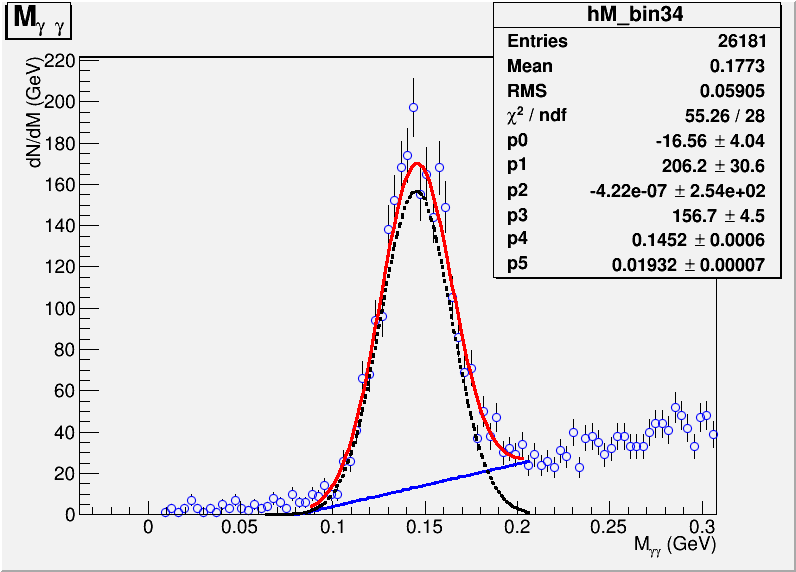 Mγ γ
hM_bin34
Entries 26181
Mean 0.1773
RMS 0.05905
χ² / ndf 55.26 / 28
p0 -16.56 ± 4.04
p1 206.2 ± 30.6
p2 -4.22e-07 ± 2.54e+02
p3 156.7 ± 4.5
p4 0.1452 ± 0.0006
p5 0.01932 ± 0.00007
dN/dM (GeV)
220
200
180
160
140
120
100
80
60
40
20
0
0 0.05 0.1 0.15 0.2 0.25 0.3
Mγγ (GeV)